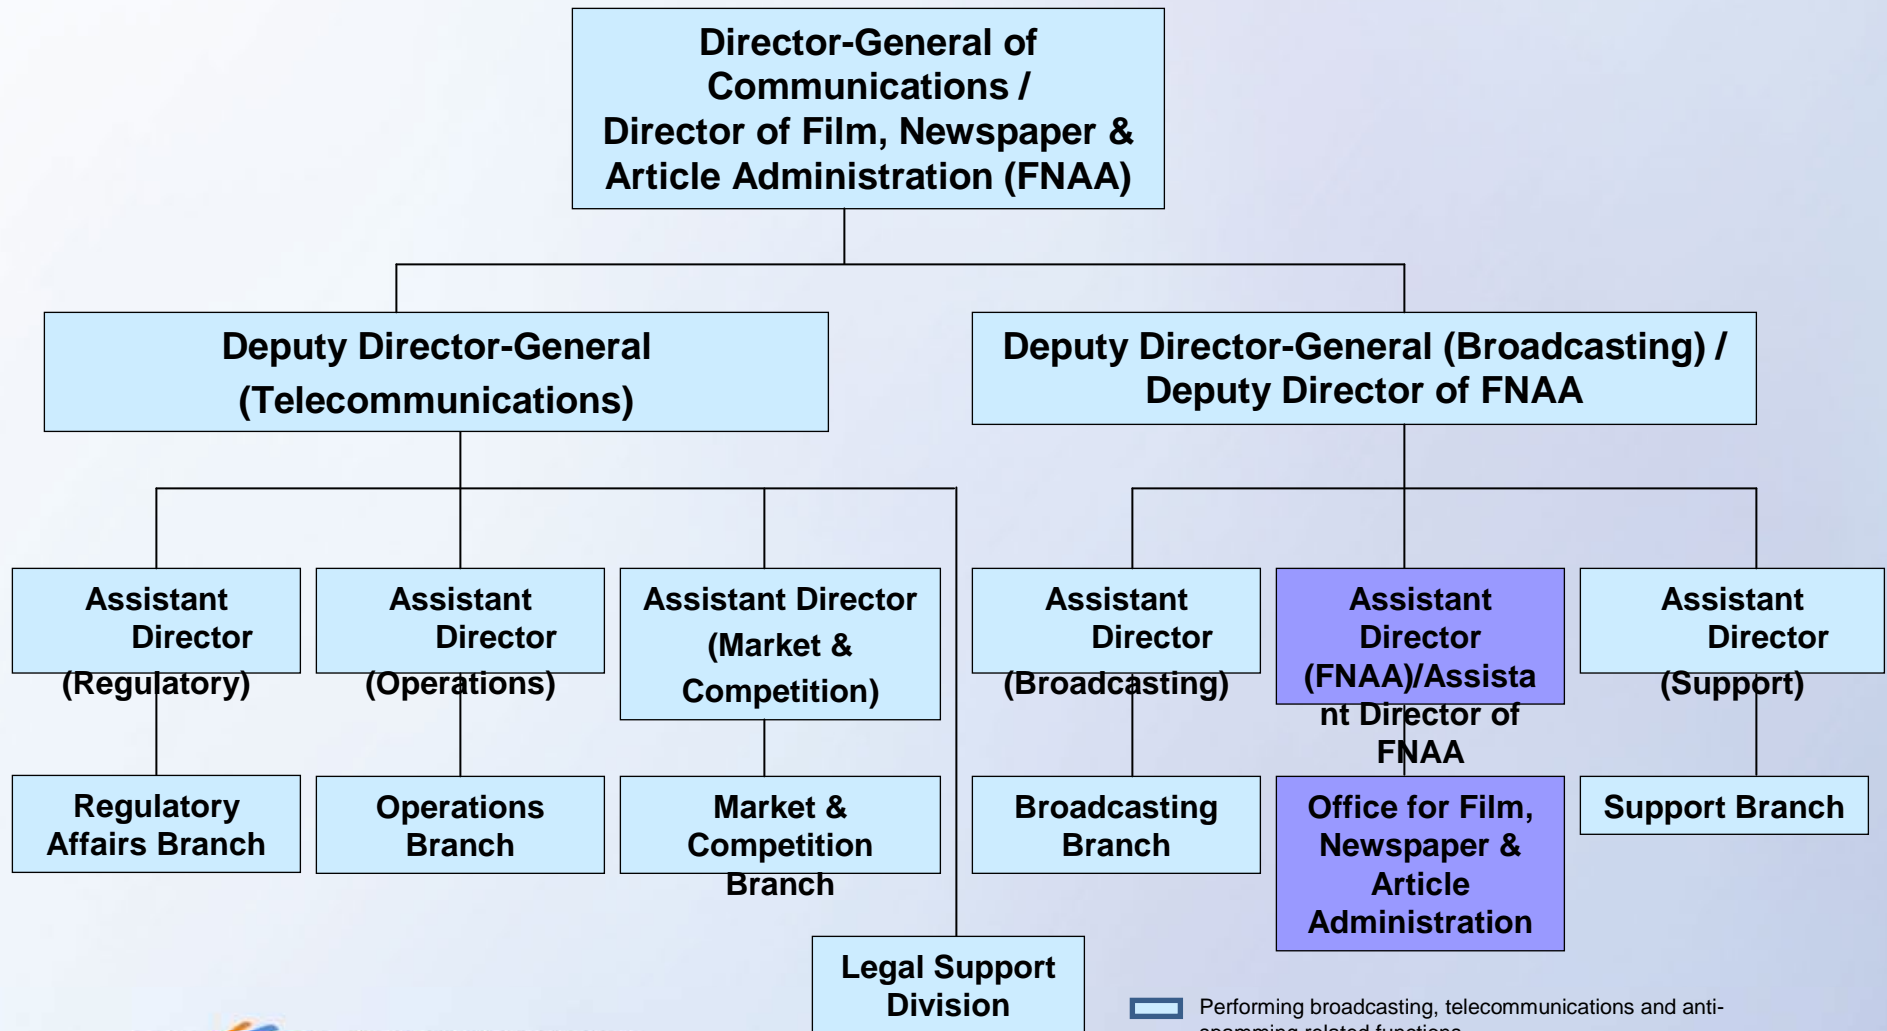 Director-General of
Communications /
Director of Film, Newspaper &
Article Administration (FNAA)
Deputy Director-General
(Telecommunications)
Deputy Director-General (Broadcasting) /
Deputy Director of FNAA
Assistant
Director
(Regulatory)
Assistant
Director
(Operations)
Assistant Director
(Market &
Competition)
Assistant
Director
(Broadcasting)
Assistant
Director
(FNAA)/Assista
nt Director of
FNAA
Assistant
Director
(Support)
Regulatory
Affairs Branch
Operations
Branch
Market &
Competition
Branch
Broadcasting
Branch
Office for Film,
Newspaper &
Article
Administration
Support Branch
Legal Support
Division
Performing broadcasting, telecommunications and anti-
spamming related functions